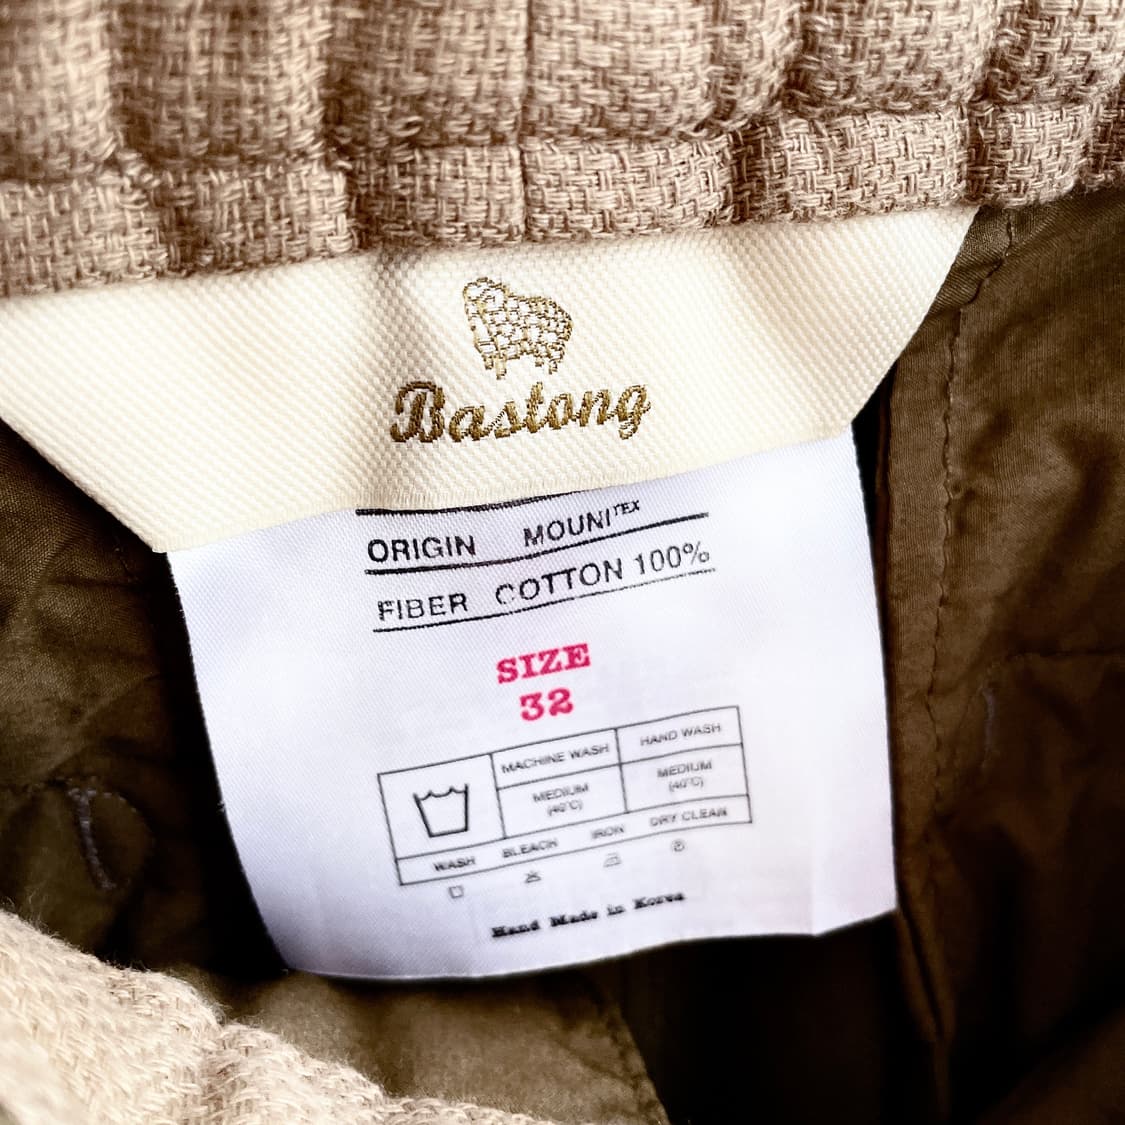 Bastong
ORIGIN MOUNITEX
FIBER COTTON 100%
SIZE
32
MACHINE WASH HAND WASH
MEDIUM MEDIUM
(40°C) (40°C)
WASH BLEACH IRON DRY CLEAN
Hand Made in Korea